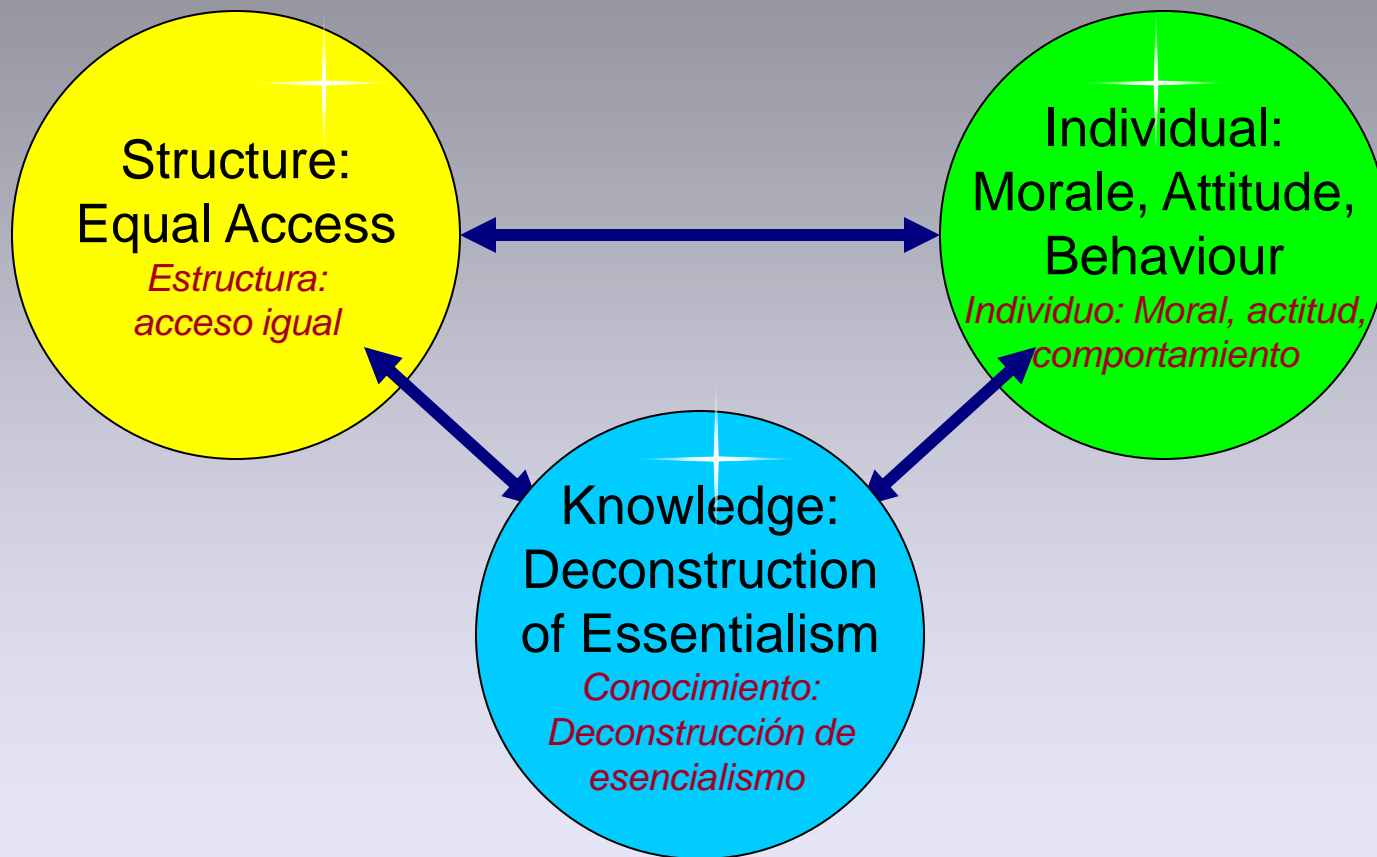 Structure:
Equal Access
Estructura:
acceso igual
Individual:
Morale, Attitude,
Behaviour
Individuo: Moral, actitud,
comportamiento
Knowledge:
Deconstruction
of Essentialism
Conocimiento:
Deconstrucción de
esencialismo